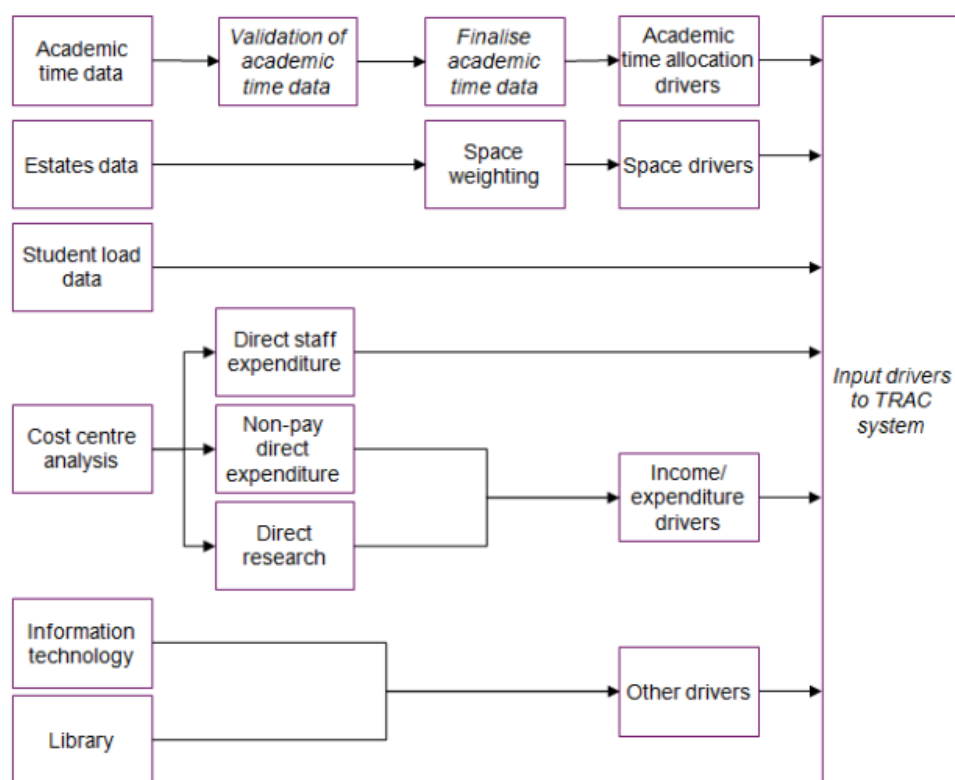 Academic
time data
Validation of
academic
time data
Finalise
academic
time data
Academic
time allocation
drivers
Estates data
Space
weighting
Space drivers
Student load
data
Direct staff
expenditure
Cost centre
analysis
Non-pay
direct
expenditure
Direct
research
Income/
expenditure
drivers
Information
technology
Library
Other drivers
Input drivers
to TRAC
system